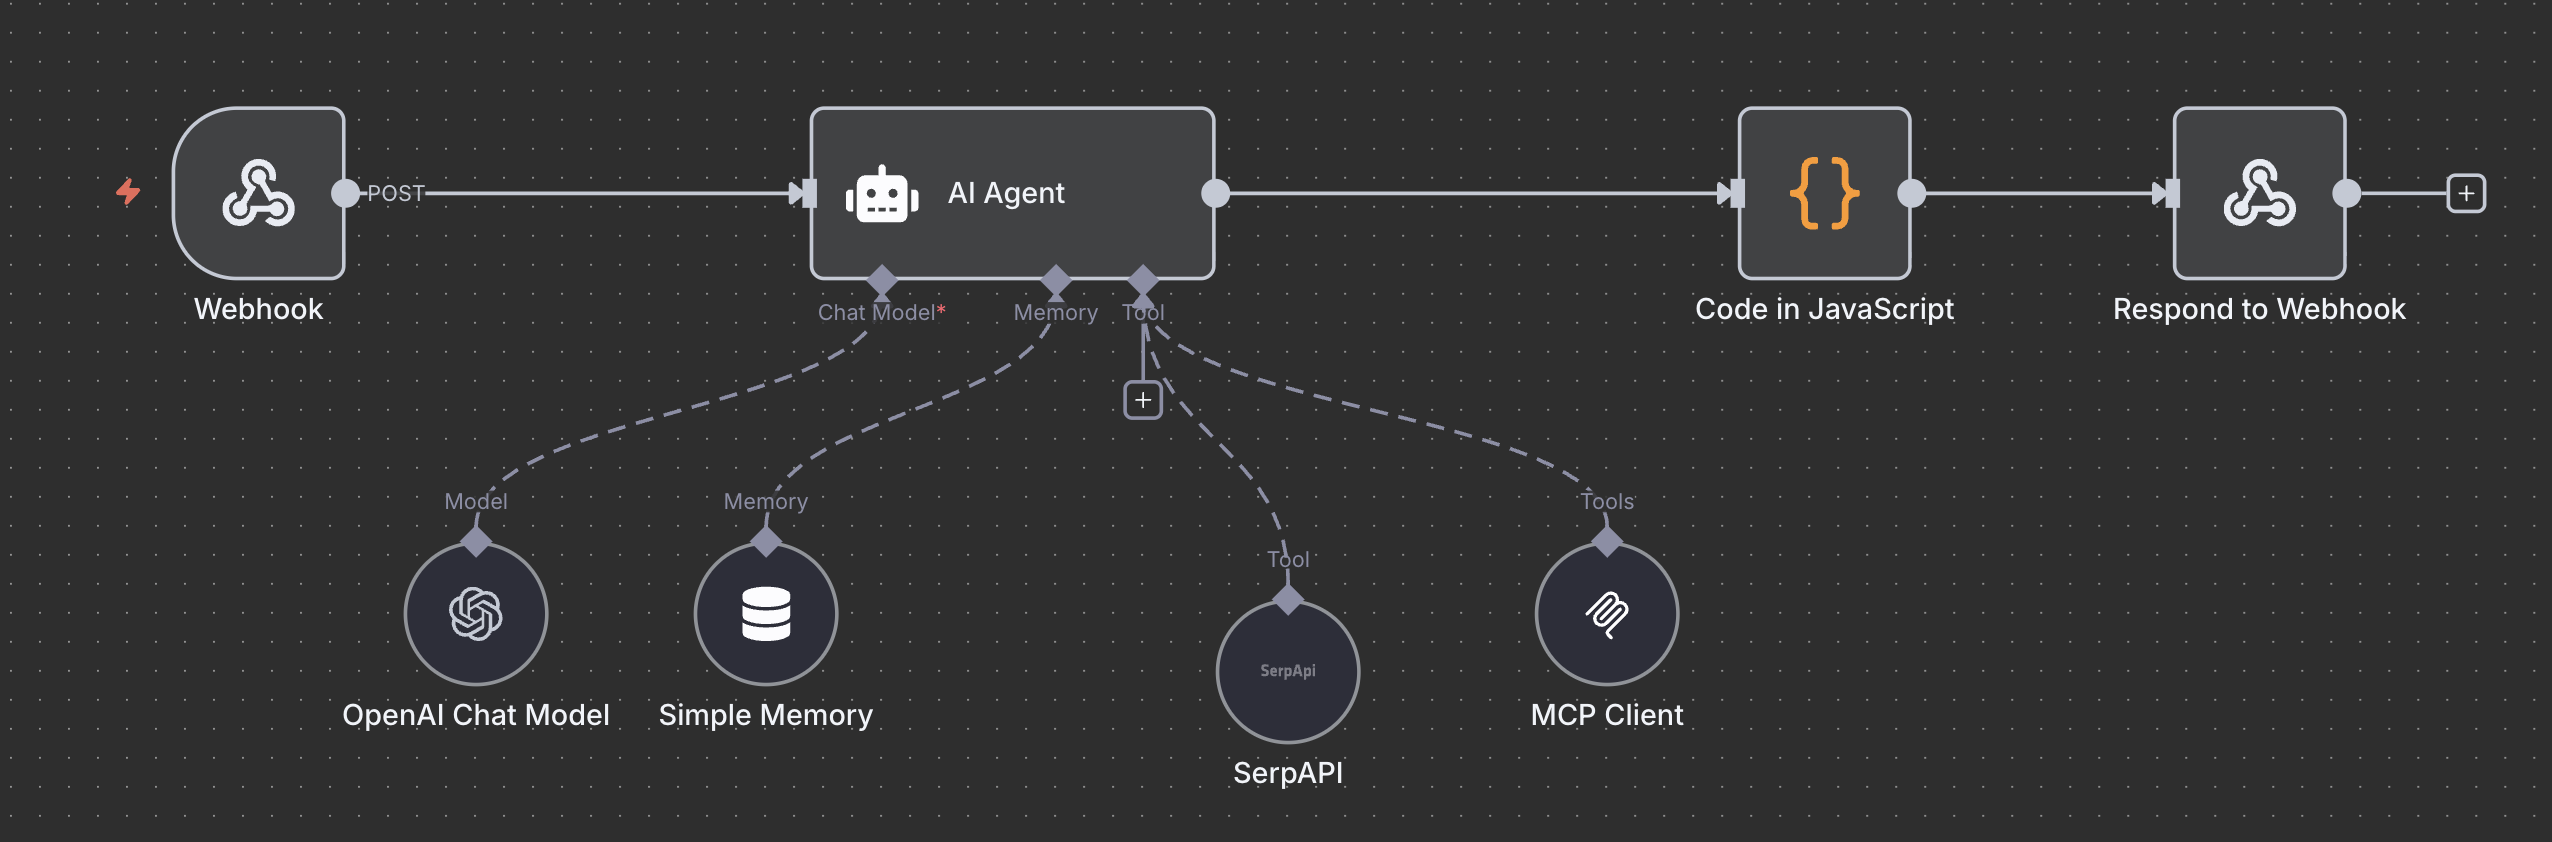 POST
AI Agent
Webhook
Chat Model*
Memory
Tool
Code in JavaScript
Respond to Webhook
Model
Memory
Tools
Tool
SerpApi
OpenAI Chat Model
Simple Memory
MCP Client
SerpAPI